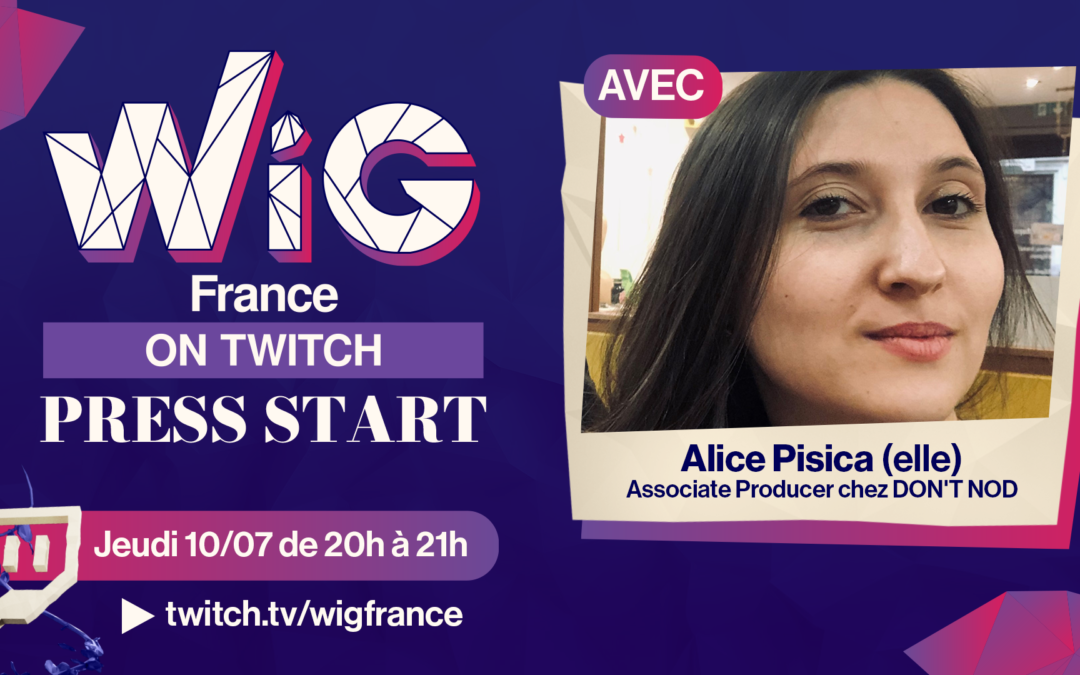 WiG
France
ON TWITCH
PRESS START
Jeudi 10/07 de 20h à 21h
twitch.tv/wigfrance
AVEC
Alice Pisica (elle)
Associate Producer chez DON'T NOD